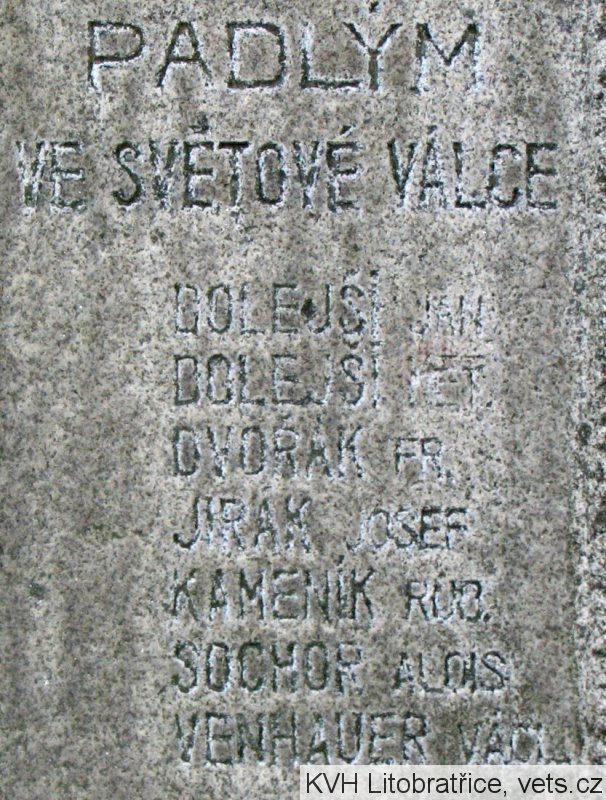 PADLÝM
VE SVĚTOVÉ VÁLCE
DOLEJŠÍ JAN
DOLEJŠÍ
DVOŘÁK FR.
JIRÁK JOSEF
KAMENÍK RUD.
SOCHOR ALOIS
VENHAUER VÁCL.
KVH Litobratřice, vets.cz